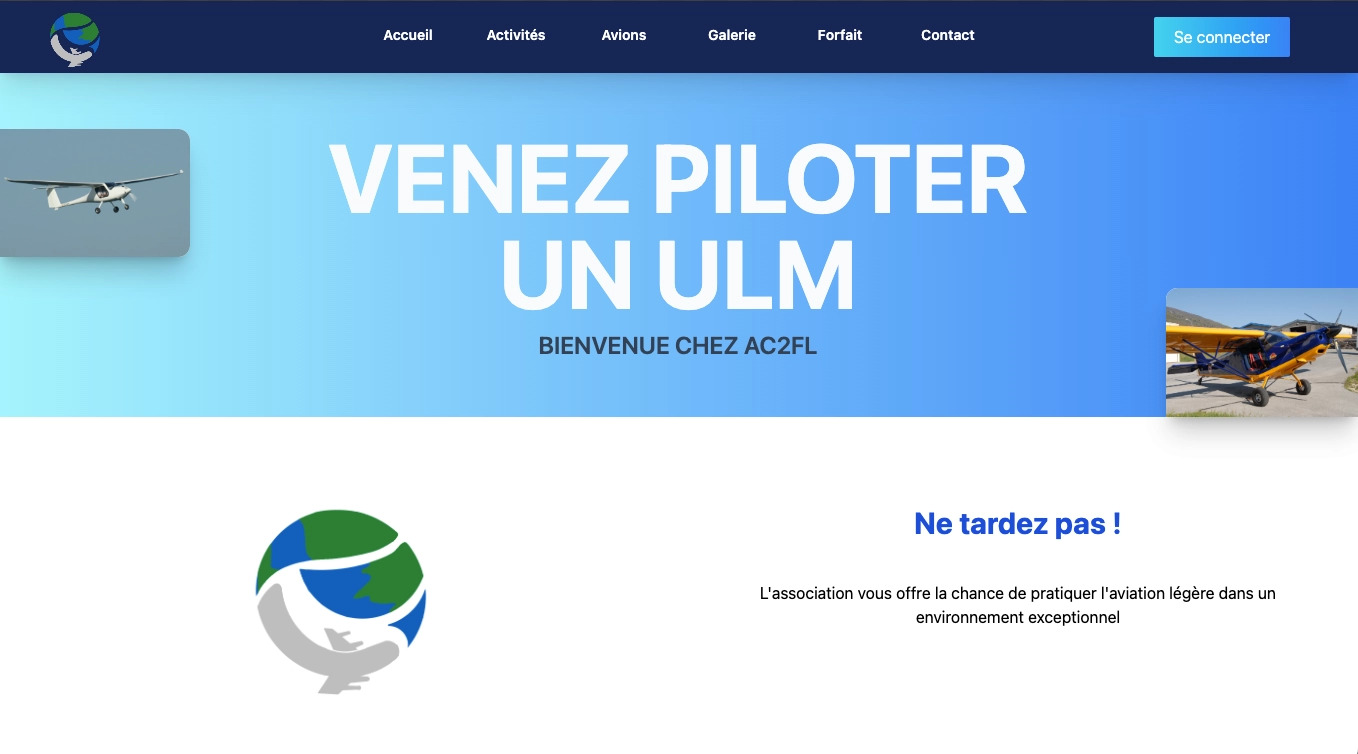 Accueil
Activités
Avions
Galerie
Forfait
Contact
Se connecter
VENEZ PILOTER
UN ULM
BIENVENUE CHEZ AC2FL
Ne tardez pas !
L'association vous offre la chance de pratiquer l'aviation légère dans un
environnement exceptionnel